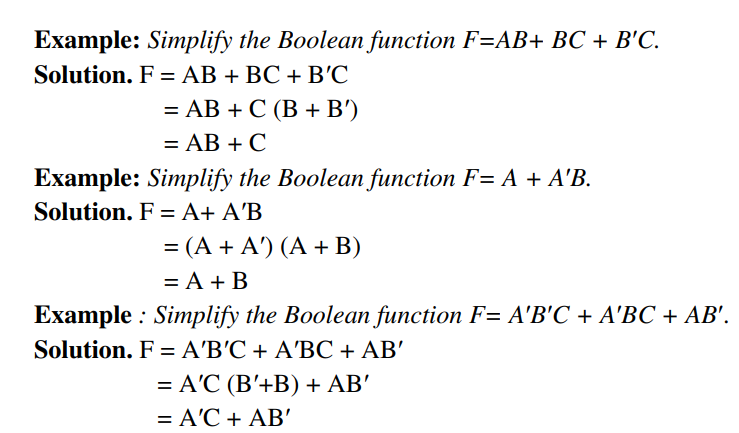 Example: Simplify the Boolean function F=AB+ BC + B′C.
Solution. F = AB + BC + B′C
= AB + C (B + B′)
= AB + C
Example: Simplify the Boolean function F= A + A′B.
Solution. F = A+ A′B
= (A + A′) (A + B)
= A + B
Example : Simplify the Boolean function F= A′B′C + A′BC + AB′.
Solution. F = A′B′C + A′BC + AB′
= A′C (B′+B) + AB′
= A′C + AB′